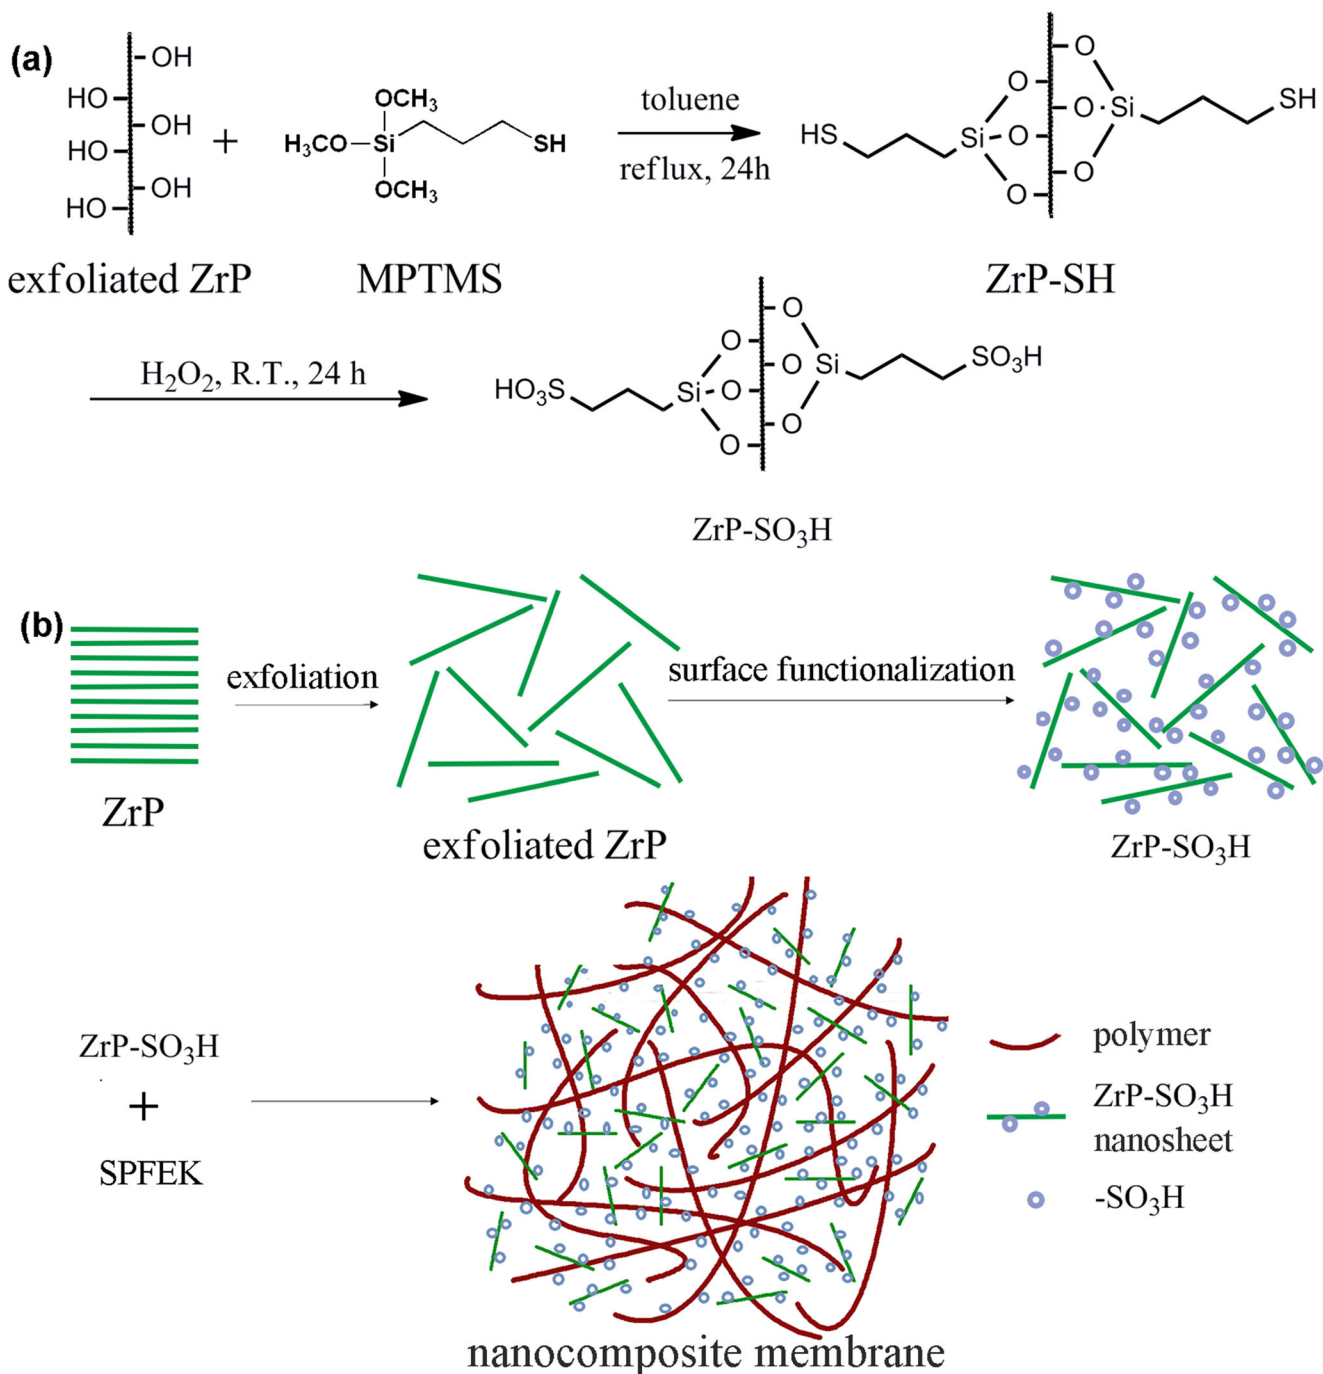 (a)
OH
HO
OH
HO
OH
HO
+
OCH₃
H₃CO Si SH
OCH₃
toluene
reflux, 24h
O
O
HS Si O O Si SH
O
O
exfoliated ZrP MPTMS ZrP-SH
H₂O₂, R.T., 24 h
O
O
HO₃S Si O O Si SO₃H
O
O
ZrP-SO₃H
(b)
exfoliation
surface functionalization
ZrP
exfoliated ZrP
ZrP-SO₃H
ZrP-SO₃H
+
SPFEK
polymer
ZrP-SO₃H
nanosheet
-SO₃H
nanocomposite membrane